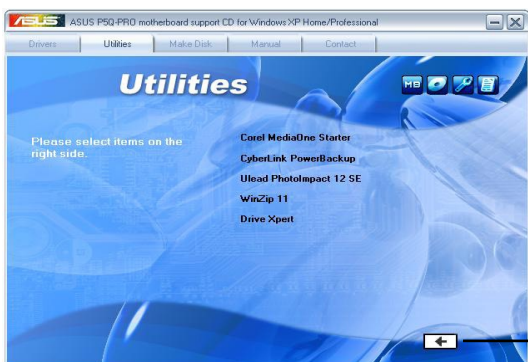 ASUS ASUS P5Q-PRO motherboard support CD for Windows XP Home/Professional
Drivers Utilities Make Disk Manual Contact
Utilities
MB
Please select items on the
right side.
Corel MediaOne Starter
CyberLink PowerBackup
Ulead PhotoImpact 12 SE
WinZip 11
Drive Xpert